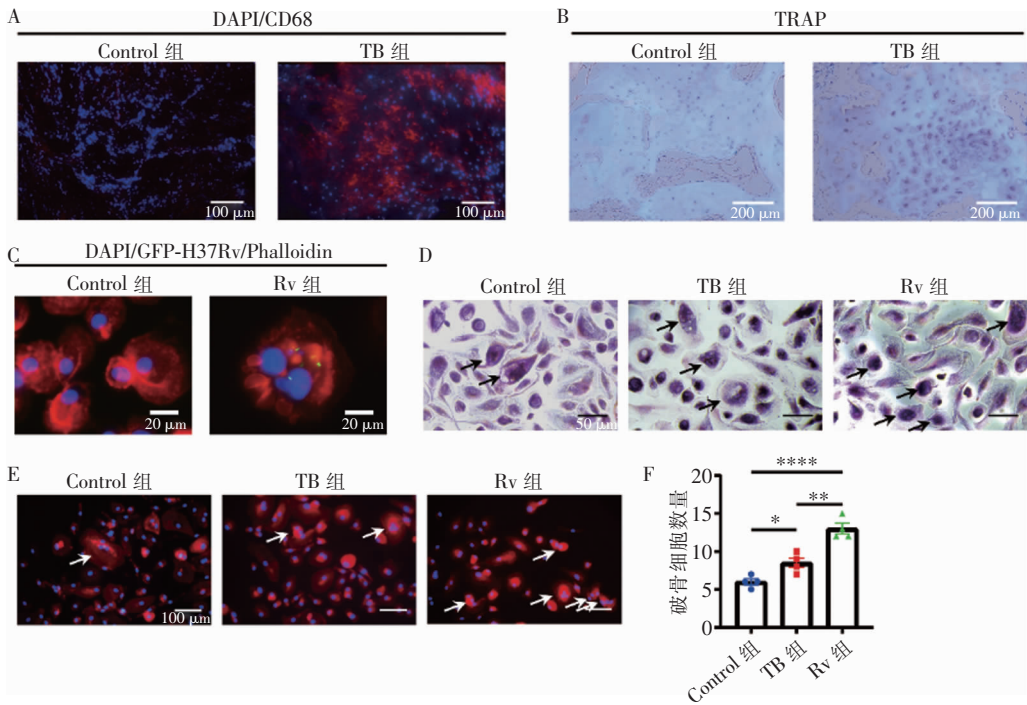 A
DAPI/CD68
Control 组
TB 组
100 μm
100 μm
B
TRAP
Control 组
TB 组
200 μm
200 μm
C
DAPI/GFP-H37Rv/Phalloidin
Control 组
Rv 组
20 μm
20 μm
D
Control 组
TB 组
Rv 组
50 μm
E
Control 组
TB 组
Rv 组
100 μm
F
破骨细胞数量
20
15
10
5
0
****
**
*
Control 组
TB 组
Rv 组